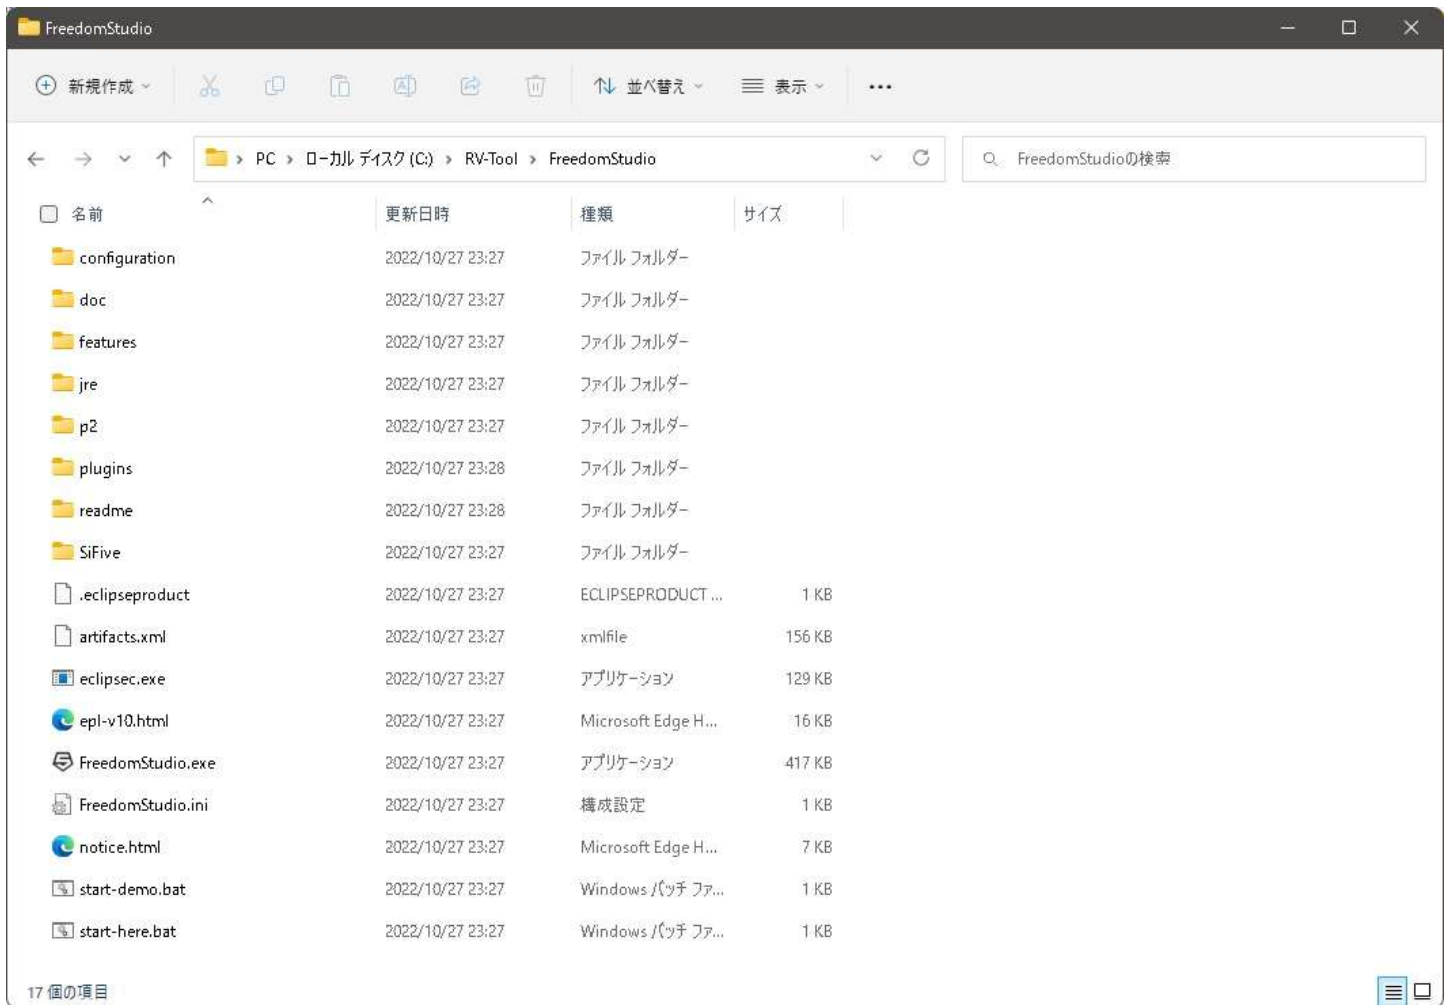 FreedomStudio
新規作成 並べ替え 表示
PC › ローカル ディスク (C:) › RV-Tool › FreedomStudio FreedomStudioの検索
名前 更新日時 種類 サイズ
configuration 2022/10/27 23:27 ファイル フォルダー
doc 2022/10/27 23:27 ファイル フォルダー
features 2022/10/27 23:27 ファイル フォルダー
jre 2022/10/27 23:27 ファイル フォルダー
p2 2022/10/27 23:27 ファイル フォルダー
plugins 2022/10/27 23:28 ファイル フォルダー
readme 2022/10/27 23:28 ファイル フォルダー
SiFive 2022/10/27 23:27 ファイル フォルダー
.eclipseproduct 2022/10/27 23:27 ECLIPSEPRODUCT ... 1 KB
artifacts.xml 2022/10/27 23:27 xmlfile 156 KB
eclipsec.exe 2022/10/27 23:27 アプリケーション 129 KB
epl-v10.html 2022/10/27 23:27 Microsoft Edge H... 16 KB
FreedomStudio.exe 2022/10/27 23:27 アプリケーション 417 KB
FreedomStudio.ini 2022/10/27 23:27 構成設定 1 KB
notice.html 2022/10/27 23:27 Microsoft Edge H... 7 KB
start-demo.bat 2022/10/27 23:27 Windows バッチ ファ... 1 KB
start-here.bat 2022/10/27 23:27 Windows バッチ ファ... 1 KB
17 個の項目